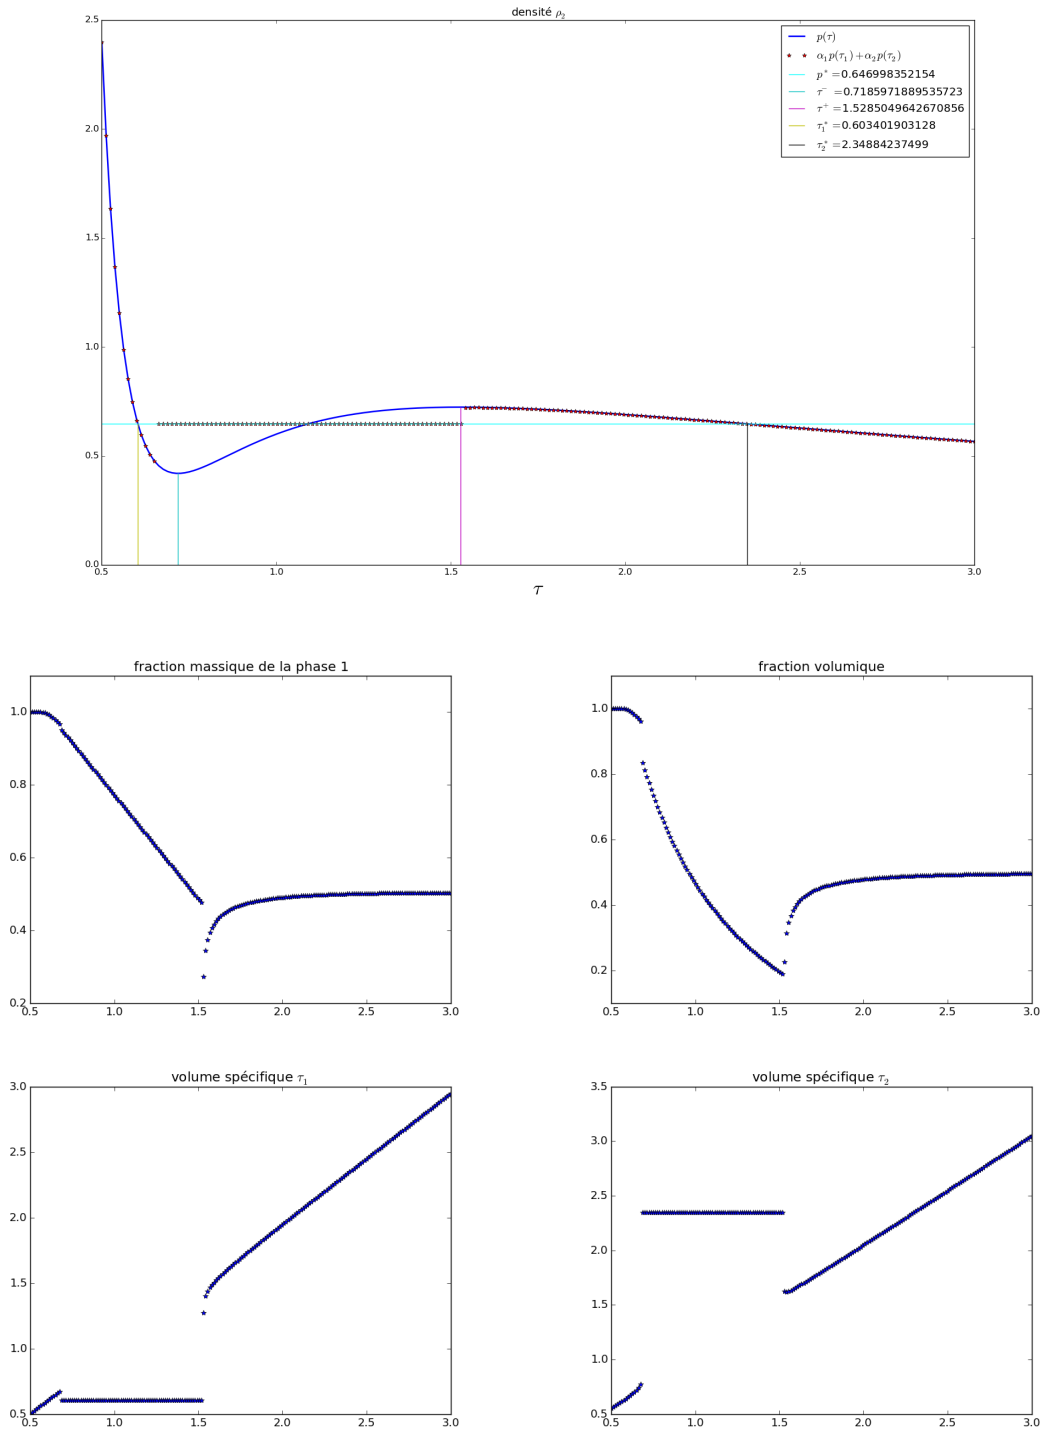 densité ρ₂
p(τ)
α₁p(τ₁)+α₂p(τ₂)
p*=0.646998352154
τ⁻ =0.7185971889535723
τ⁺=1.5285049642670856
τ₁*=0.603401903128
τ₂*=2.34884237499
2.5
2.0
1.5
1.0
0.5
0.0
0.5 1.0 1.5 2.0 2.5 3.0
τ
fraction massique de la phase 1
1.0
0.8
0.6
0.4
0.2
0.5 1.0 1.5 2.0 2.5 3.0
fraction volumique
1.0
0.8
0.6
0.4
0.2
0.5 1.0 1.5 2.0 2.5 3.0
volume spécifique τ₁
3.0
2.5
2.0
1.5
1.0
0.5
0.5 1.0 1.5 2.0 2.5 3.0
volume spécifique τ₂
3.5
3.0
2.5
2.0
1.5
1.0
0.5
0.5 1.0 1.5 2.0 2.5 3.0